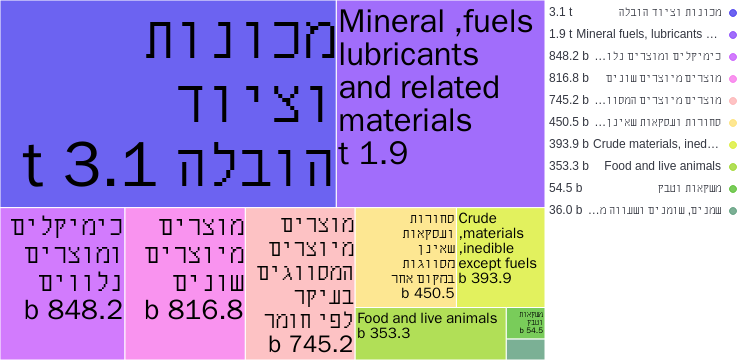 מכונות
וציוד
הובלה 3.1 t
Mineral ,fuels
lubricants
and related
materials
t 1.9
כימיקלים
ומוצרים
נלווים
848.2 b
מוצרים
מיוצרים
שונים
816.8 b
מוצרים
מיוצרים
המסווגים
בעיקר
לפי חומר
745.2 b
סחורות
ועסקאות
שאינן
מסווגות
במקום אחר
450.5 b
Crude
,materials
,inedible
except fuels
b 393.9
Food and live animals
b 353.3
משקאות
וטבק
54.5 b
מכונות וציוד הובלה 3.1 t
1.9 t Mineral fuels, lubricants ...
כימיקלים ומוצרים נלו... 848.2 b
מוצרים מיוצרים שונים 816.8 b
מוצרים מיוצרים המסוו... 745.2 b
סחורות ועסקאות שאינן... 450.5 b
393.9 b Crude materials, ined...
353.3 b Food and live animals
משקאות וטבק 54.5 b
שמנים, שומנים ושעווה מ... 36.0 b